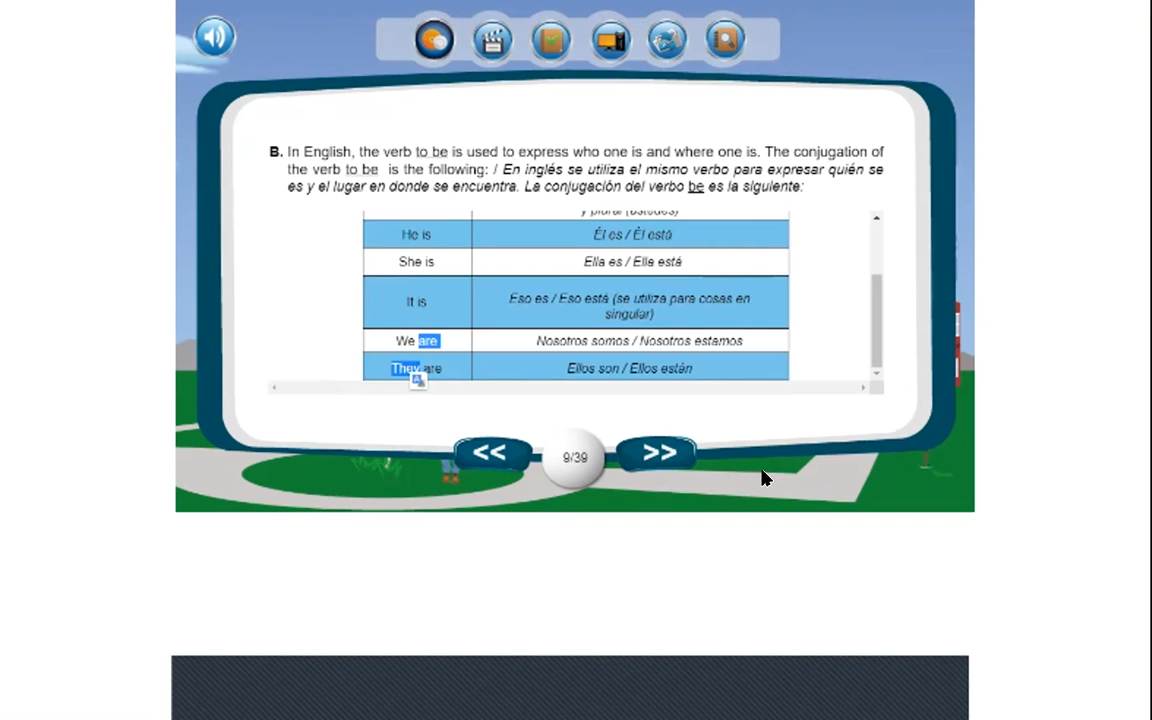 B. In English, the verb to be is used to express who one is and where one is. The conjugation of
the verb to be is the following: / En inglés se utiliza el mismo verbo para expresar quién se
es y el lugar en donde se encuentra. La conjugación del verbo be es la siguiente:
y plural (ustedes)
He is Él es / Él está
She is Ella es / Ella está
It is Eso es / Eso está (se utiliza para cosas en
singular)
We are Nosotros somos / Nosotros estamos
They are Ellos son / Ellos están
<< 9/39 >>